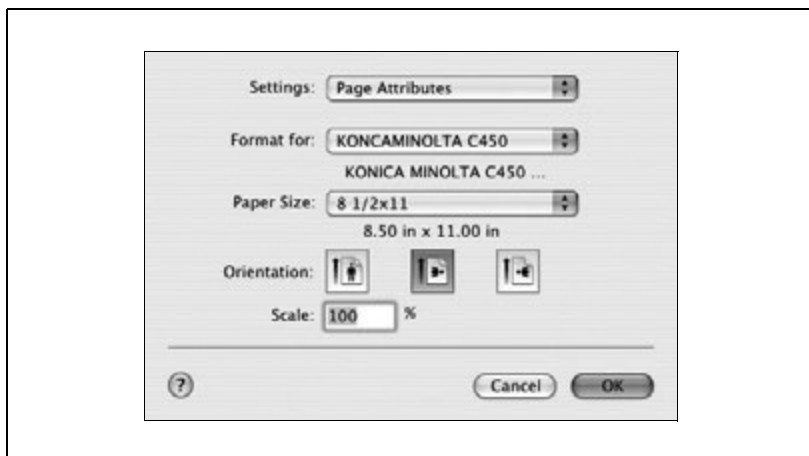 Settings: Page Attributes
Format for: KONCAMINOLTA C450
KONICA MINOLTA C450 ...
Paper Size: 8 1/2x11
8.50 in x 11.00 in
Orientation:
Scale: 100 %
? Cancel OK